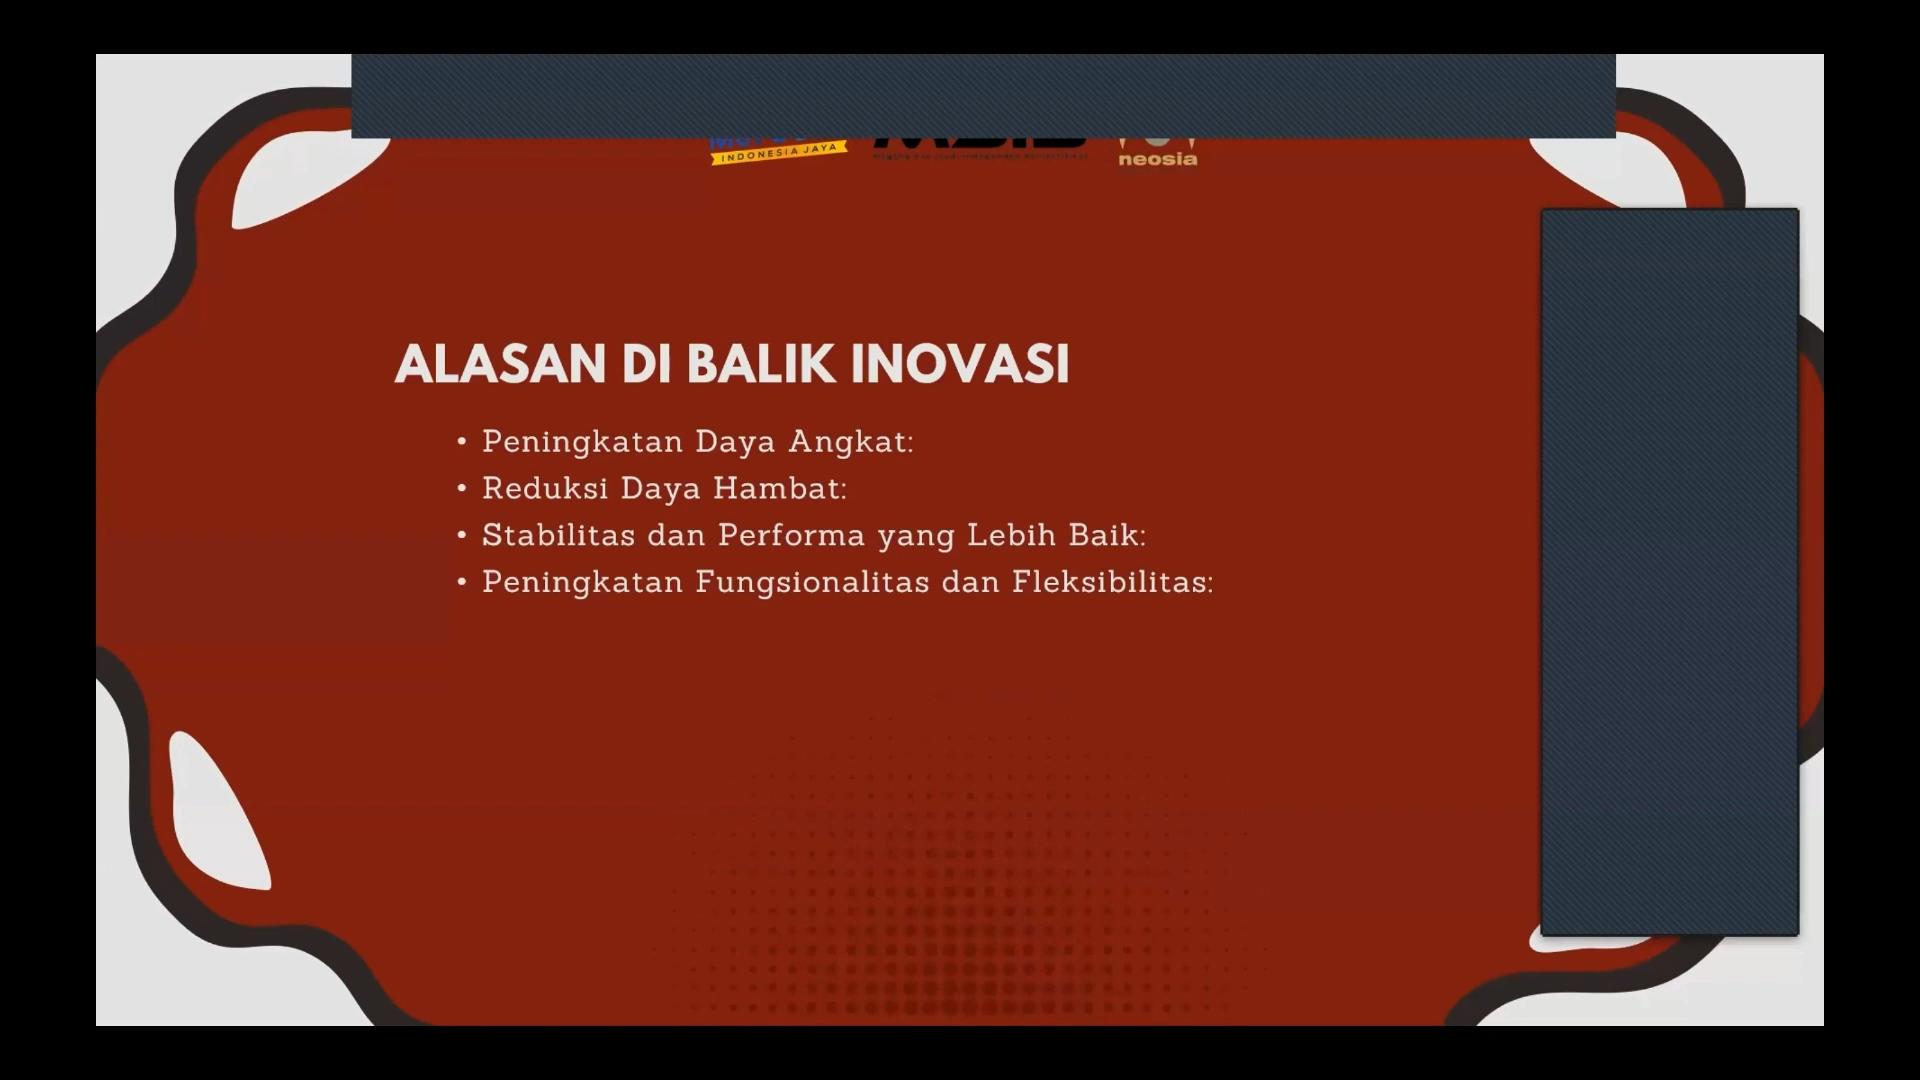 INDONESIA JAYA
neosia
ALASAN DI BALIK INOVASI
• Peningkatan Daya Angkat:
• Reduksi Daya Hambat:
• Stabilitas dan Performa yang Lebih Baik:
• Peningkatan Fungsionalitas dan Fleksibilitas: